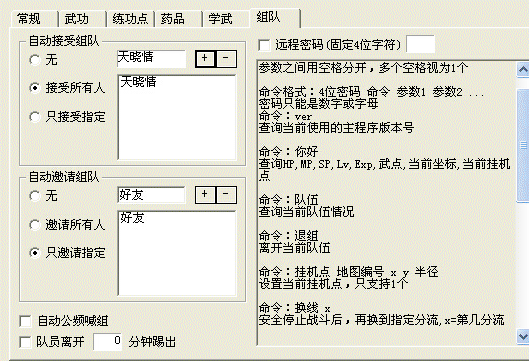 常规 武功 练功点 药品 学武 组队
自动接受组队
无
天晓情
+ -
接受所有人
只接受指定
天晓情
自动邀请组队
无
好友
+ -
邀请所有人
只邀请指定
好友
自动公频喊组
队员离开 0 分钟踢出
远程密码(固定4位字符)
参数之间用空格分开，多个空格视为1个
命令格式：4位密码 命令 参数1 参数2 ...
密码只能是数字或字母
命令：ver
查询当前使用的主程序版本号
命令：你好
查询HP,MP,SP,Lv,Exp,武点,当前坐标,当前挂机
点
命令：队伍
查询当前队伍情况
命令：退组
离开当前队伍
命令：挂机点 地图编号 x y 半径
设置当前挂机点，只支持1个
命令：换线 x
安全停止战斗后，再换到指定分流,x=第几分流